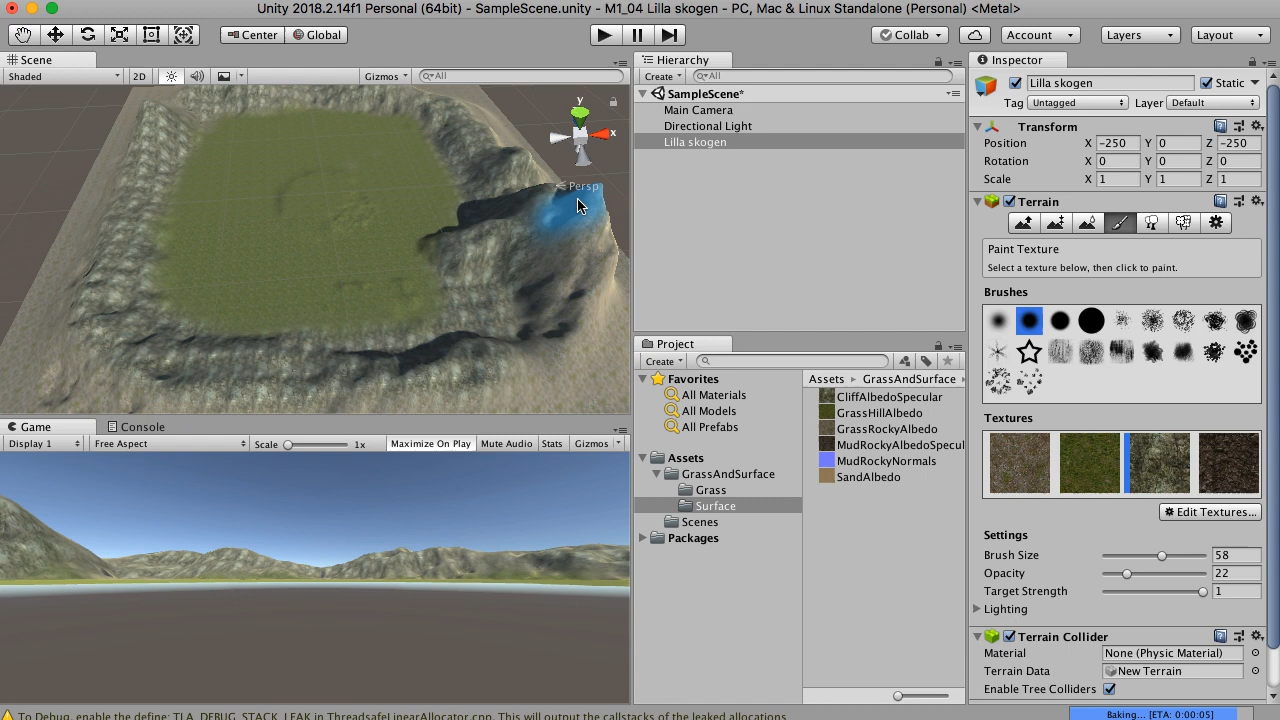 Unity 2018.2.14f1 Personal (64bit) - SampleScene.unity - M1_04 Lilla skogen - PC, Mac & Linux Standalone (Personal) <Metal>
Center Global Collab Account Layers Layout
Scene
Shaded 2D Gizmos All
y
x
Persp
Game Console
Display 1 Free Aspect Scale 1x Maximize On Play Mute Audio Stats Gizmos
Hierarchy
Create All
SampleScene*
Main Camera
Directional Light
Lilla skogen
Project
Create
Favorites
All Materials
All Models
All Prefabs
Assets
GrassAndSurface
Grass
Surface
Scenes
Packages
Assets GrassAndSurface
CliffAlbedoSpecular
GrassHillAlbedo
GrassRockyAlbedo
MudRockyAlbedoSpecul
MudRockyNormals
SandAlbedo
Inspector
Lilla skogen Static
Tag Untagged Layer Default
Transform
Position X -250 Y 0 Z -250
Rotation X 0 Y 0 Z 0
Scale X 1 Y 1 Z 1
Terrain
Paint Texture
Select a texture below, then click to paint.
Brushes
Textures
Edit Textures...
Settings
Brush Size 58
Opacity 22
Target Strength 1
Lighting
Terrain Collider
Material None (Physic Material)
Terrain Data New Terrain
Enable Tree Colliders
To Debug, enable the define: TLA_DEBUG_STACK_LEAK in ThreadsafeLinearAllocator.cpp. This will output the callstacks of the leaked allocations
Baking... [ETA: 0:00:05]